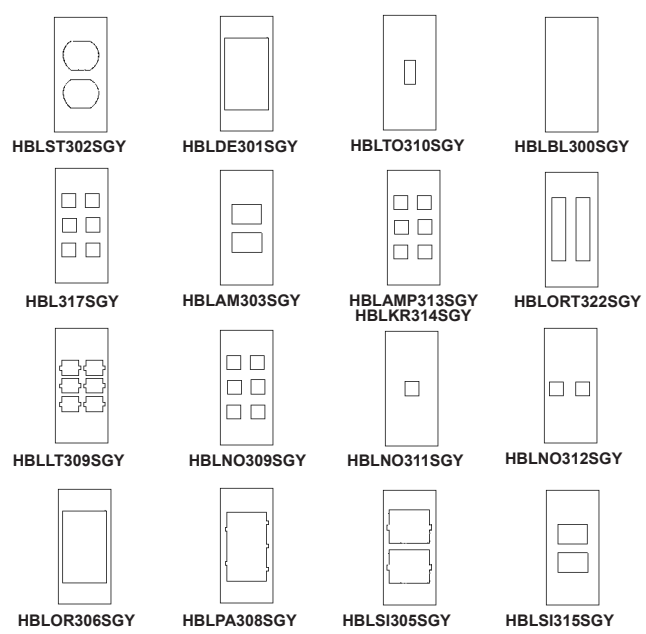 HBLST302SGY
HBLDE301SGY
HBLTO310SGY
HBLBL300SGY
HBL317SGY
HBLAM303SGY
HBLAMP313SGY
HBLKR314SGY
HBLORT322SGY
HBLLT309SGY
HBLNO309SGY
HBLNO311SGY
HBLNO312SGY
HBLOR306SGY
HBLPA308SGY
HBLSI305SGY
HBLSI315SGY